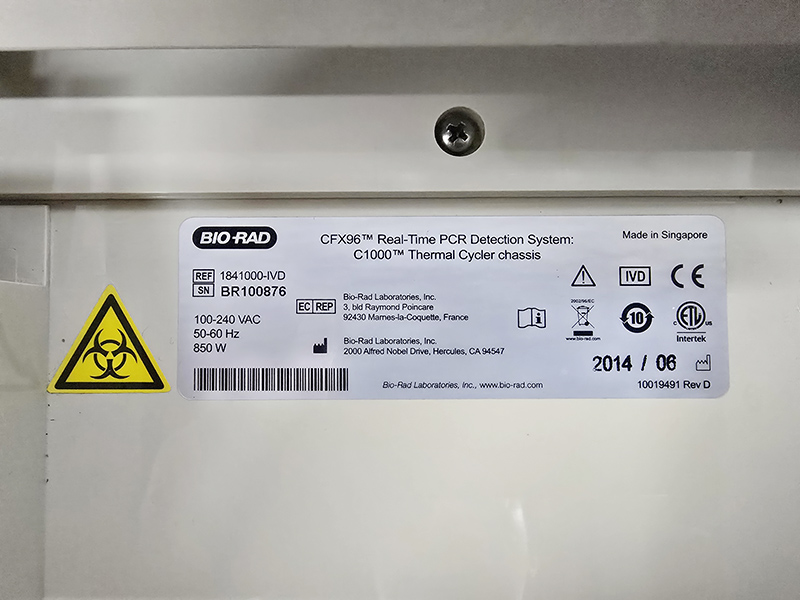 BIO-RAD
CFX96™ Real-Time PCR Detection System:
C1000™ Thermal Cycler chassis
Made in Singapore
REF 1841000-IVD
SN BR100876
100-240 VAC
50-60 Hz
850 W
EC REP
Bio-Rad Laboratories, Inc.
3, bld Raymond Poincare
92430 Marnes-la-Coquette, France
Bio-Rad Laboratories, Inc.
2000 Alfred Nobel Drive, Hercules, CA 94547
Bio-Rad Laboratories, Inc., www.bio-rad.com
IVD
CE
2002/96/EC
www.bio-rad.com
10
c ETL us
Intertek
2014 / 06
10019491 Rev D